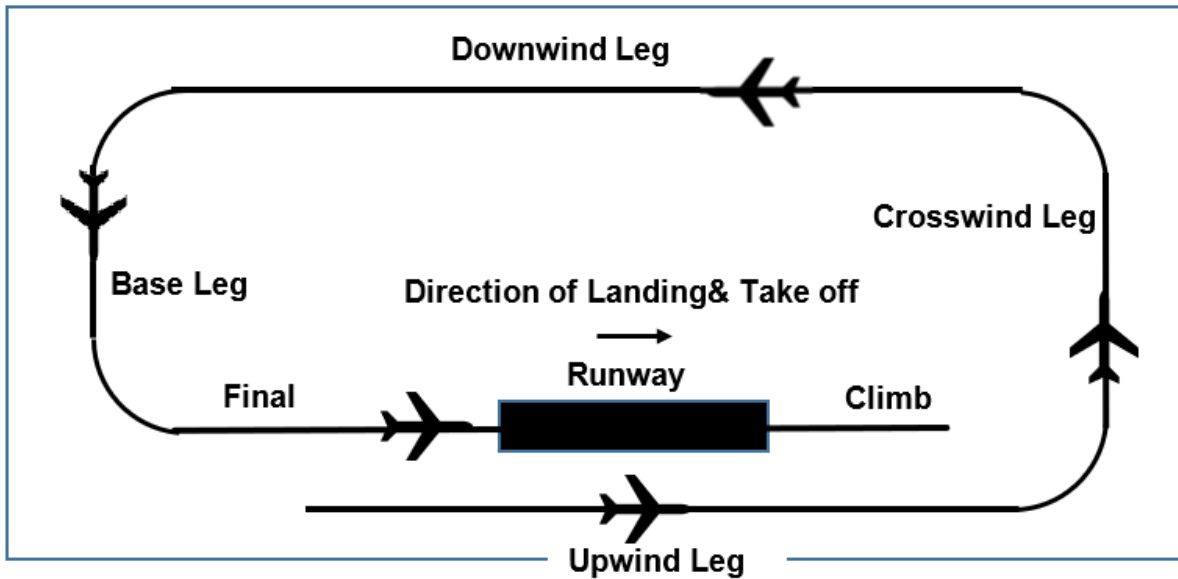 Downwind Leg
Crosswind Leg
Base Leg
Direction of Landing& Take off
Runway
Final
Climb
Upwind Leg